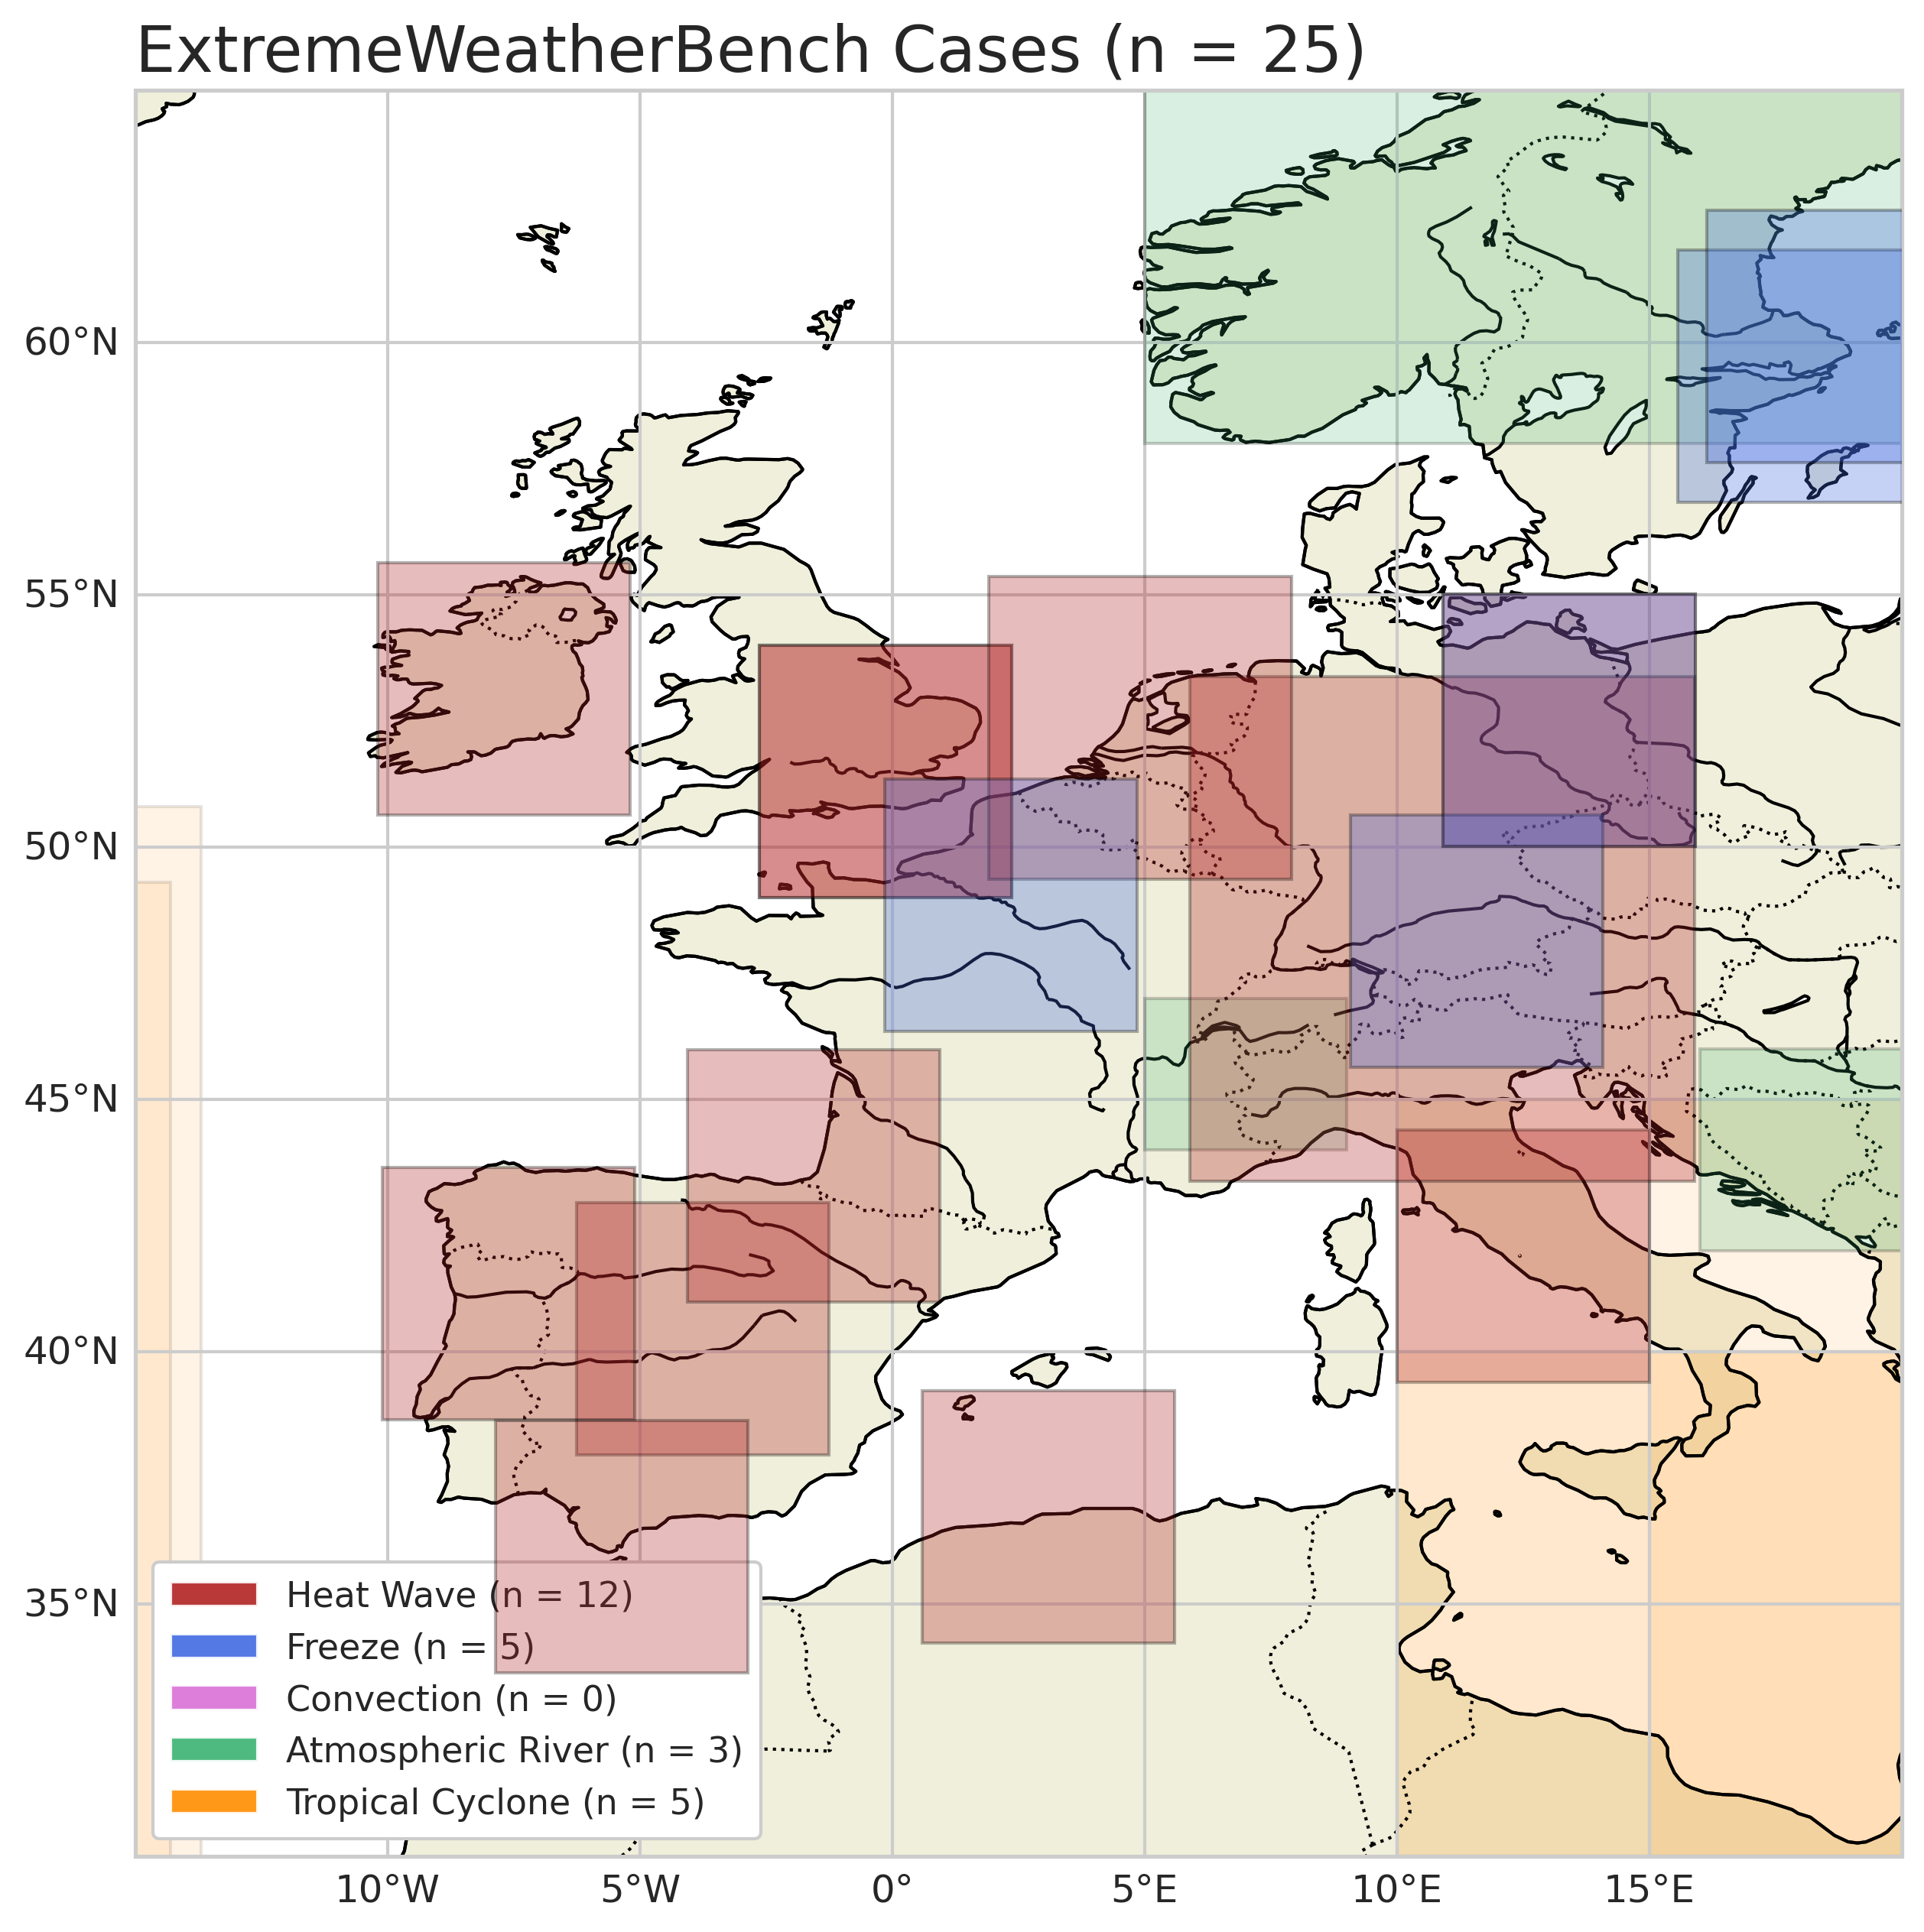 ExtremeWeatherBench Cases (n = 25)
60°N
55°N
50°N
45°N
40°N
35°N
Heat Wave (n = 12)
Freeze (n = 5)
Convection (n = 0)
Atmospheric River (n = 3)
Tropical Cyclone (n = 5)
10°W 5°W 0° 5°E 10°E 15°E